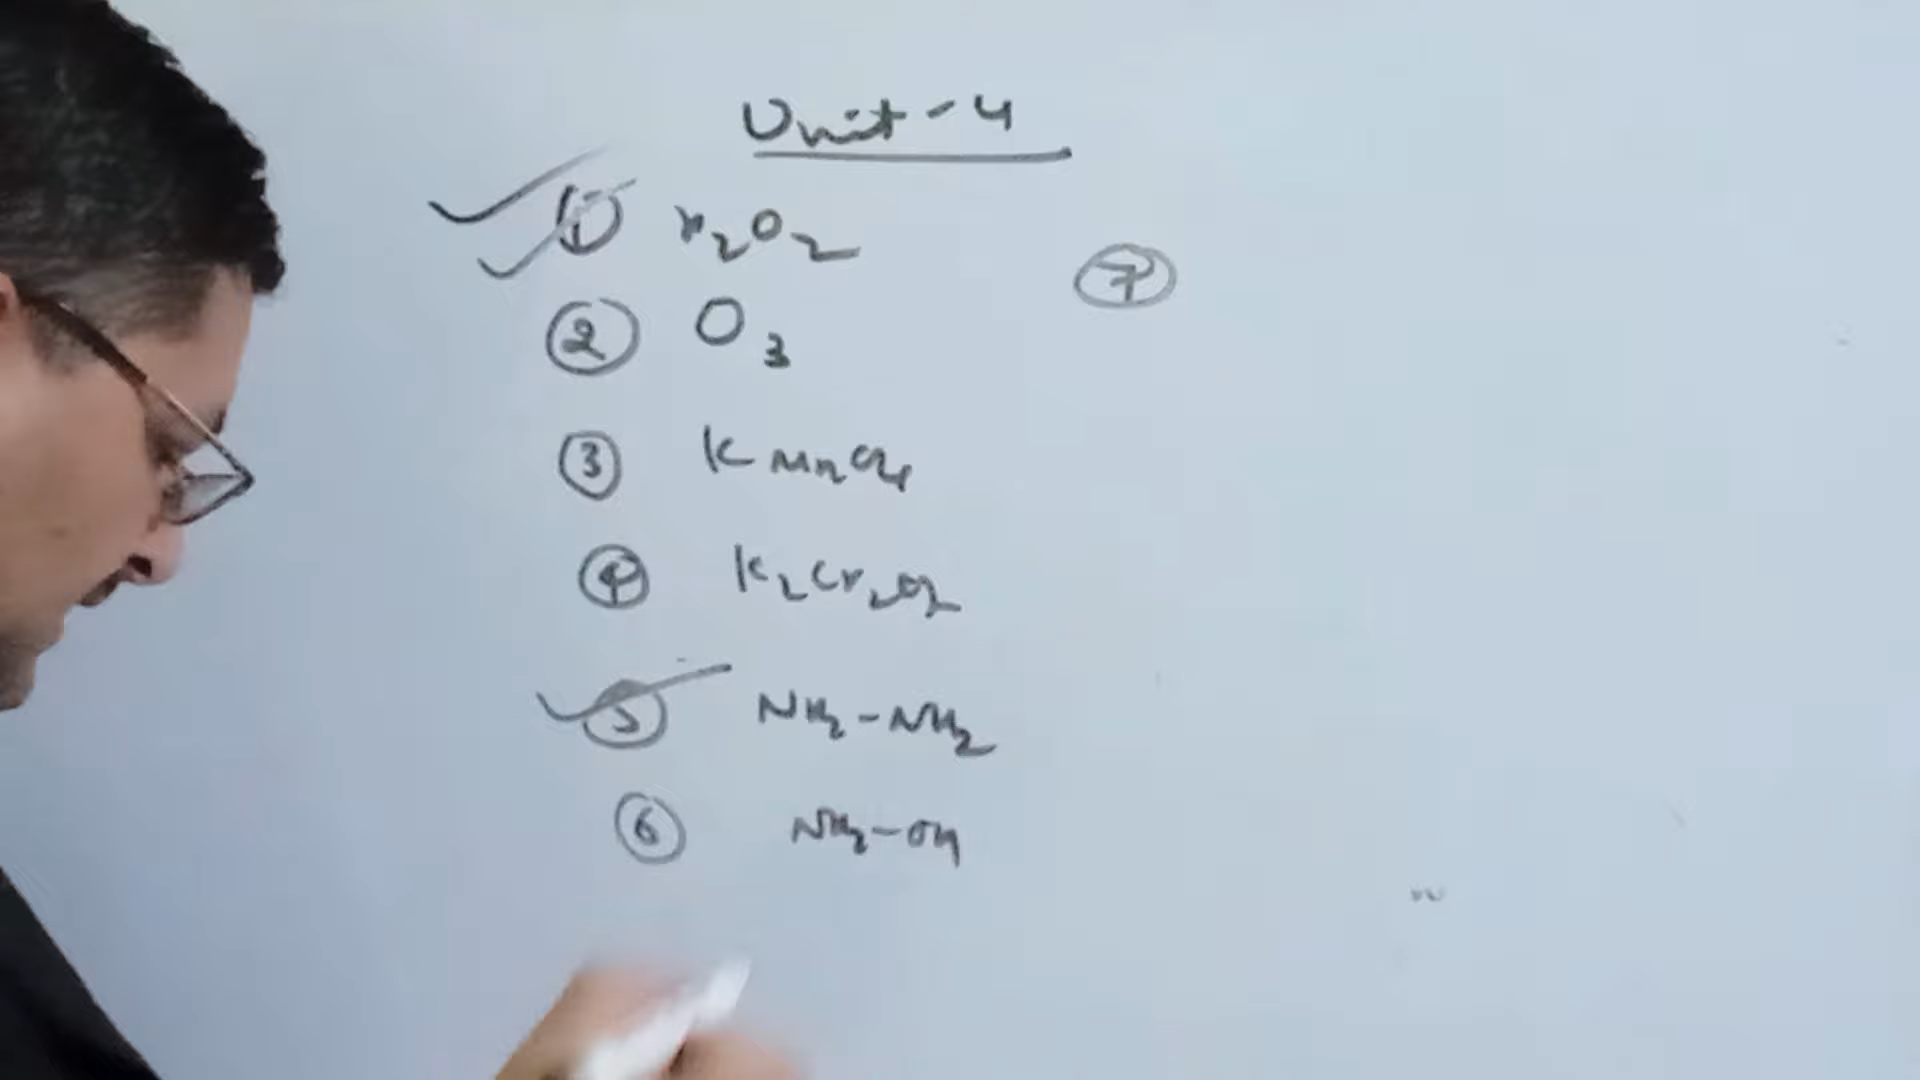 Unit - 4
① H₂O₂
② O₃
③ KMnO₄
④ K₂Cr₂O₇
⑤ NH₂-NH₂
⑥ NH₂-OH
⑦